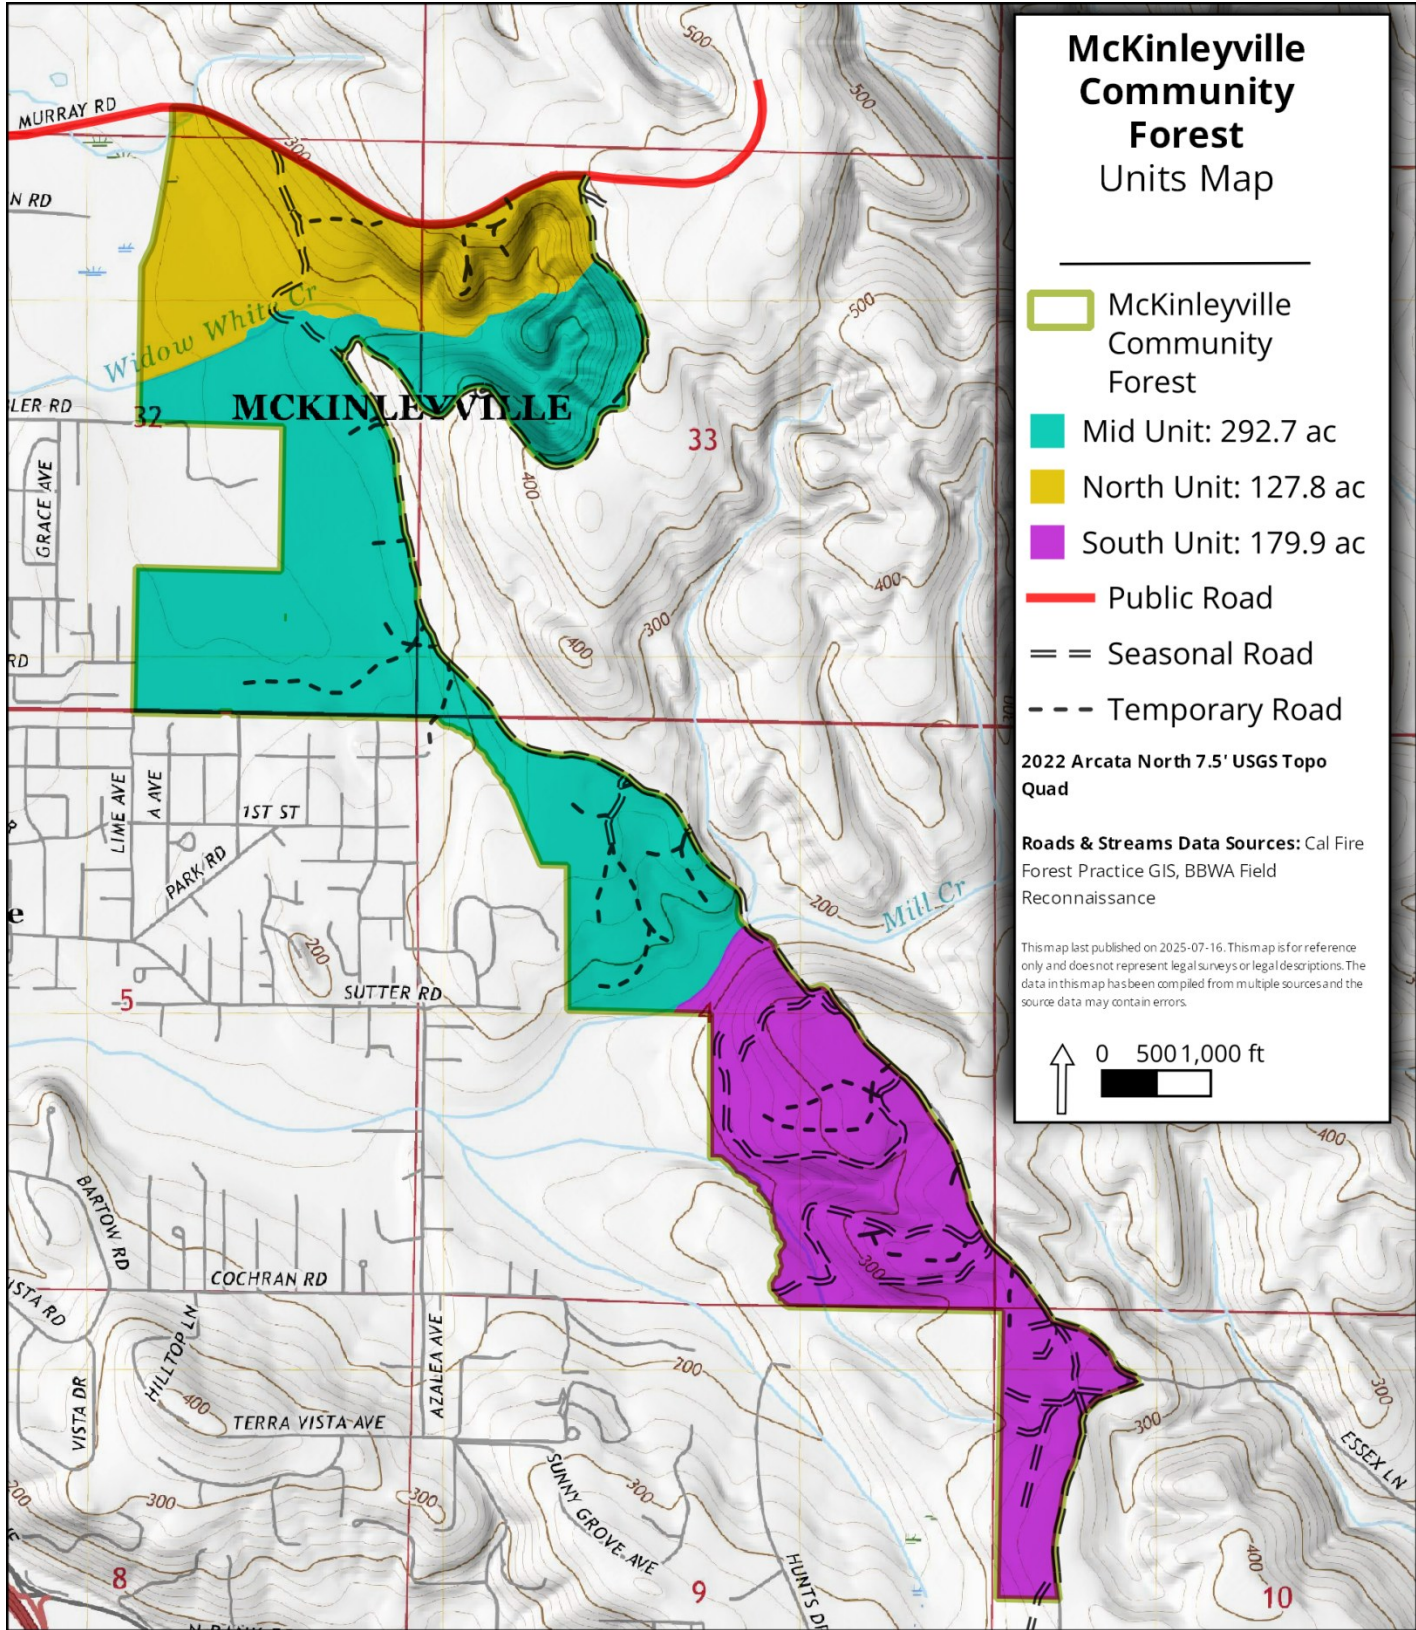 McKinleyville
Community
Forest
Units Map
McKinleyville
Community
Forest
Mid Unit: 292.7 ac
North Unit: 127.8 ac
South Unit: 179.9 ac
Public Road
Seasonal Road
Temporary Road
2022 Arcata North 7.5' USGS Topo
Quad
Roads & Streams Data Sources: Cal Fire
Forest Practice GIS, BBWA Field
Reconnaissance
This map last published on 2025-07-16. This map is for reference
only and does not represent legal surveys or legal descriptions. The
data in this map has been compiled from multiple sources and the
source data may contain errors.
0 500 1,000 ft
500
500
MURRAY RD
300
N RD
Widow White Cr
500
LER RD
32
MCKINLEYVILLE
33
400
GRACE AVE
400
300
400
RD
300
LIME AVE
A AVE
1ST ST
PARK RD
e
200
Mill Cr
200
5
SUTTER RD
4
400
BARTOW RD
COCHRAN RD
300
ISTA RD
HILLTOP LN
AZALEA AVE
200
VISTA DR
400
TERRA VISTA AVE
300
300
ESSEX LN
200
300
300
SUNNY GROVE AVE
300
400
8
9
HUNTS DR
10